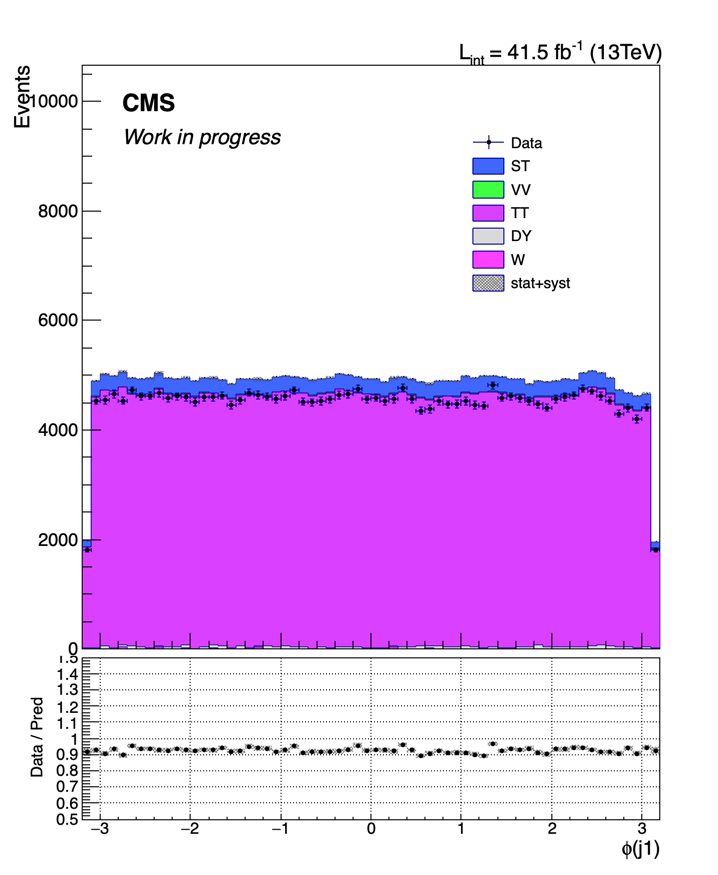 L_int = 41.5 fb^-1 (13TeV)
Events
10000
8000
6000
4000
2000
0
CMS
Work in progress
Data
ST
VV
TT
DY
W
stat+syst
Data / Pred
1.5
1.4
1.3
1.2
1.1
1
0.9
0.8
0.7
0.6
0.5
−3 −2 −1 0 1 2 3
ϕ(j1)